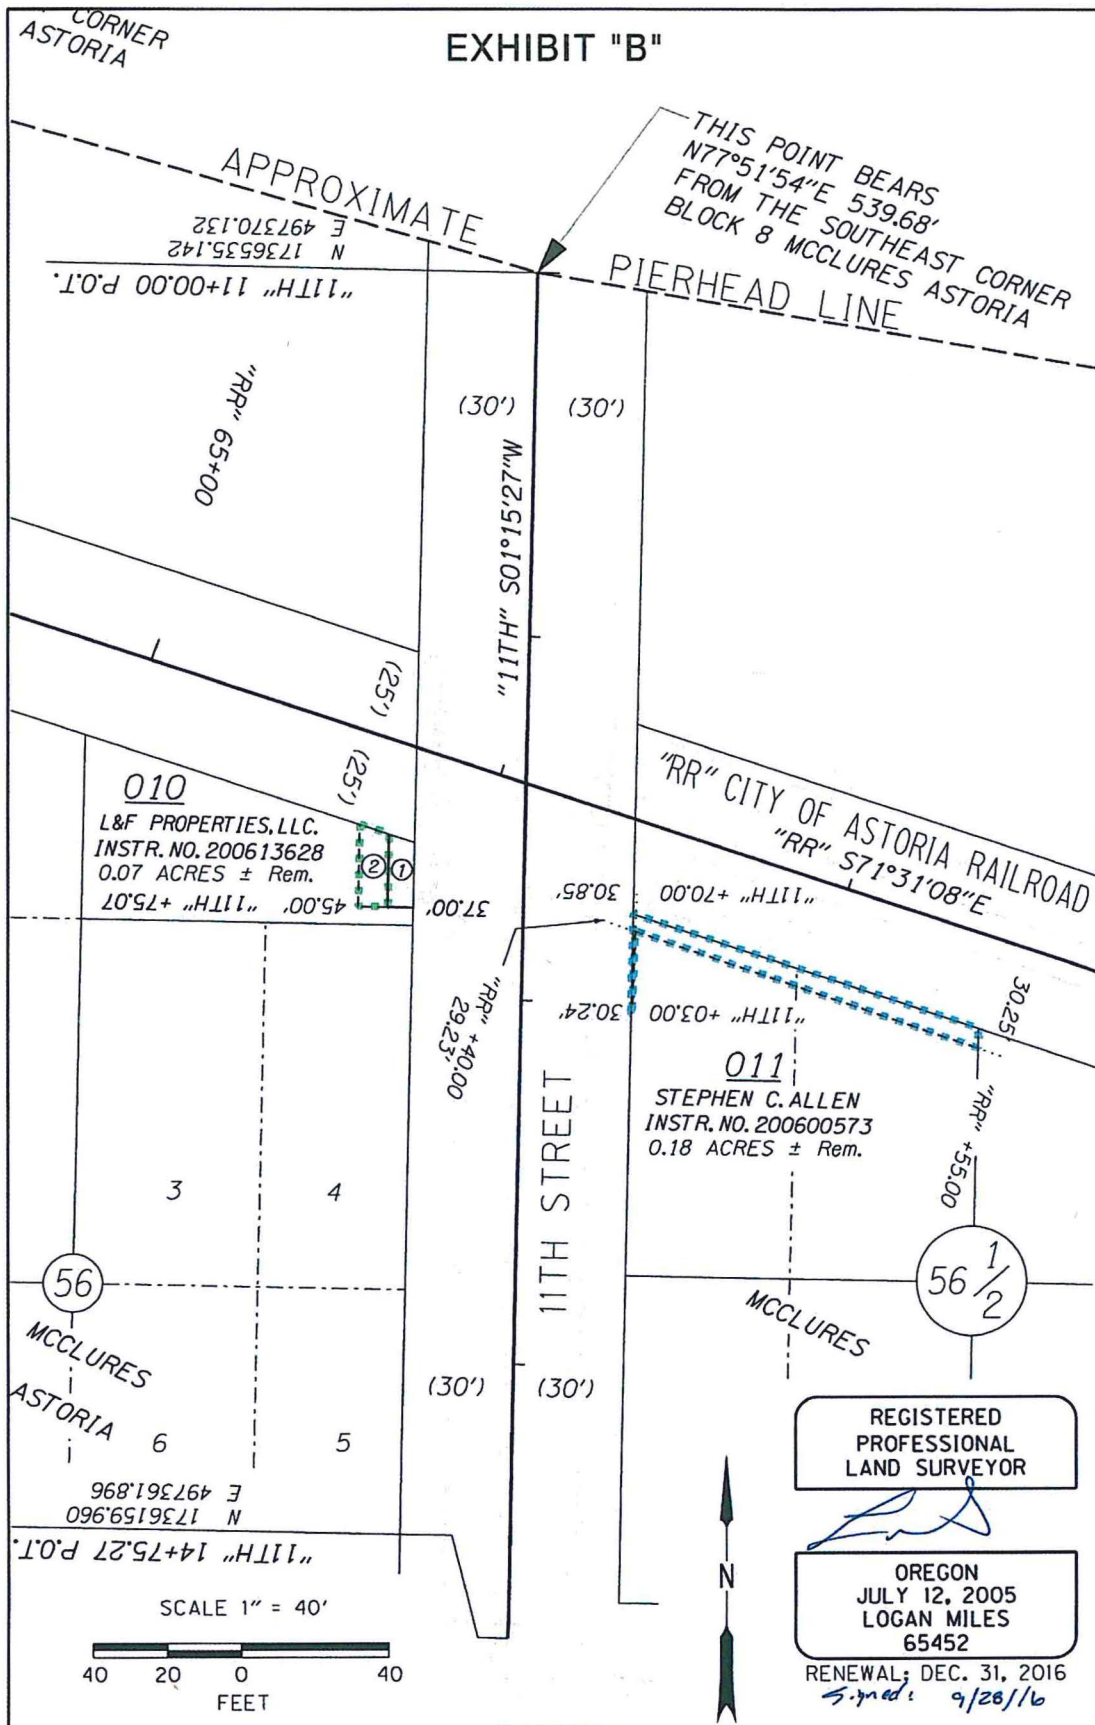 CORNER
ASTORIA
EXHIBIT "B"
THIS POINT BEARS
N77°51'54"E 539.68'
FROM THE SOUTHEAST CORNER
BLOCK 8 MCCLURES ASTORIA
APPROXIMATE
PIERHEAD LINE
"11TH" 11+00.00 P.O.T.
N 1736535.142
E 497370.132
"RR" 65+00
(30')
(30')
"11TH" S01°15'27"W
(25')
(25')
010
L&F PROPERTIES, LLC.
INSTR. NO. 200613628
0.07 ACRES ± Rem.
2
1
"11TH" +75.07
45.00'
37.00'
"RR" CITY OF ASTORIA RAILROAD
"RR" S71°31'08"E
"11TH" +70.00
30.85'
"RR" +40.00
29.23'
"11TH" +03.00
30.24'
30.25'
"RR" +55.00
011
STEPHEN C. ALLEN
INSTR. NO. 200600573
0.18 ACRES ± Rem.
11TH STREET
3
4
56
56 1/2
MCCLURES
MCCLURES
ASTORIA
6
5
(30')
(30')
"11TH" 14+75.27 P.O.T.
N 1736159.960
E 497361.896
SCALE 1" = 40'
40 20 0 40
FEET
N
REGISTERED
PROFESSIONAL
LAND SURVEYOR
OREGON
JULY 12, 2005
LOGAN MILES
65452
RENEWAL: DEC. 31, 2016
Signed: 9/28/16